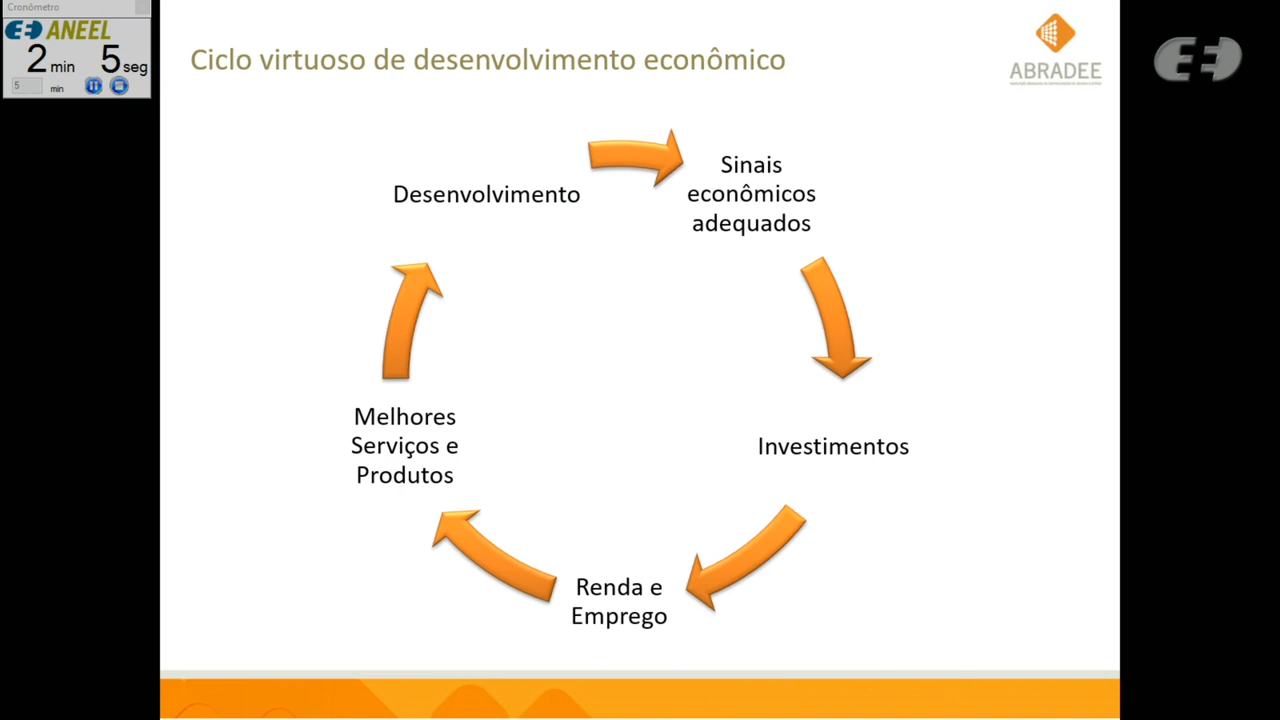 Cronômetro
ANEEL
2 min 5 seg
5 min
Ciclo virtuoso de desenvolvimento econômico
ABRADEE
Desenvolvimento
Sinais
econômicos
adequados
Melhores
Serviços e
Produtos
Investimentos
Renda e
Emprego